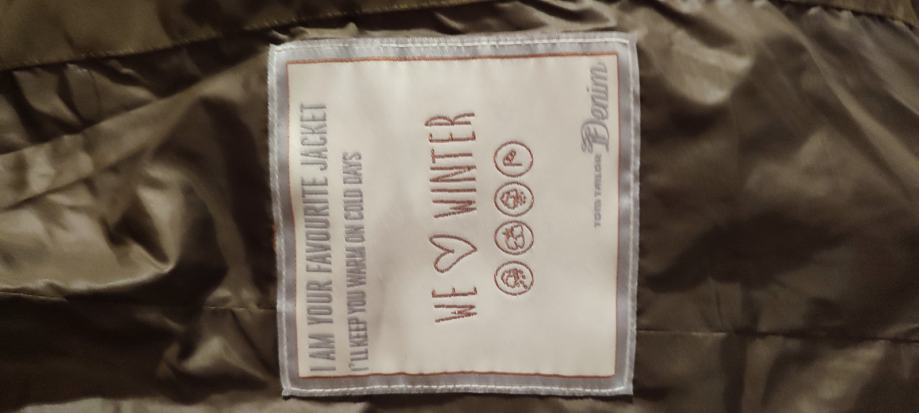 I AM YOUR FAVOURITE JACKET
I'LL KEEP YOU WARM ON COLD DAYS
WE WINTER
TOM TAILOR Denim